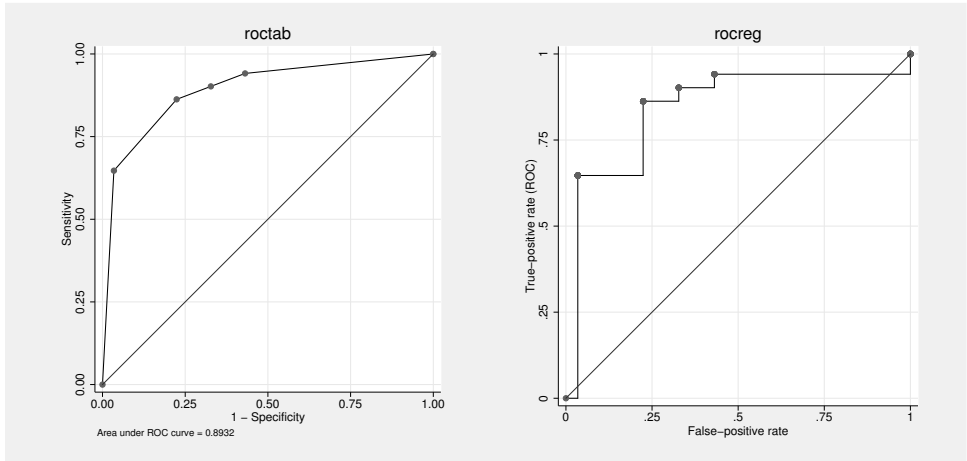 roctab
1.00
0.75
0.50
0.25
0.00
Sensitivity
0.00 0.25 0.50 0.75 1.00
1 − Specificity
Area under ROC curve = 0.8932
rocreg
1
.75
.5
.25
0
True−positive rate (ROC)
0 .25 .5 .75 1
False−positive rate